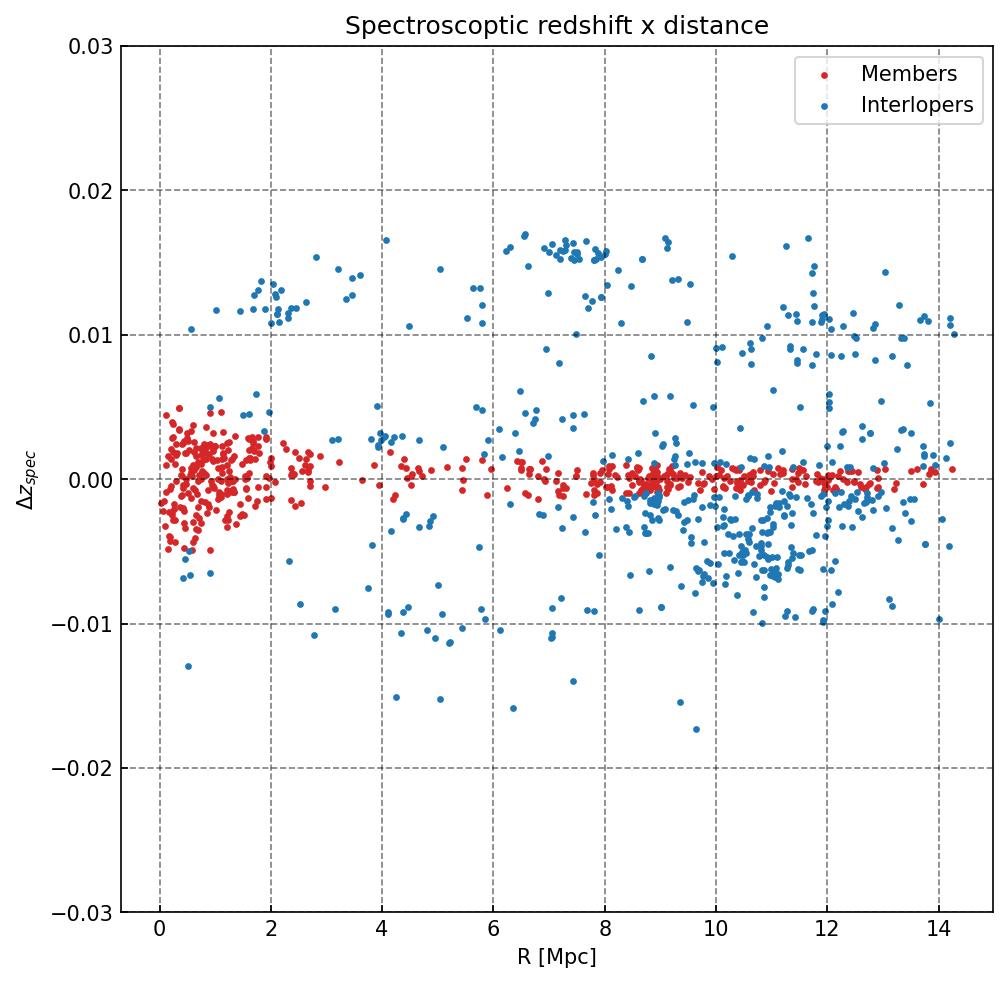 Spectroscoptic redshift x distance
Members
Interlopers
0.03
0.02
0.01
0.00
−0.01
−0.02
−0.03
Δz_spec
0 2 4 6 8 10 12 14
R [Mpc]